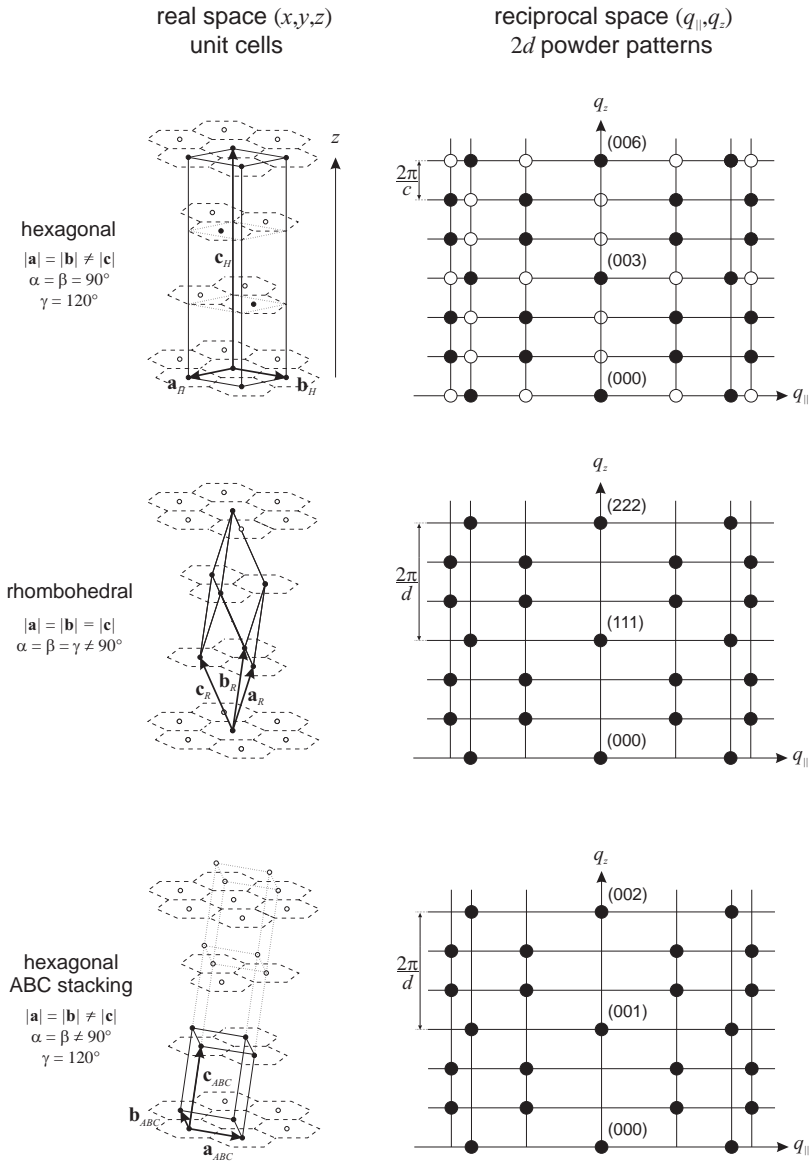 real space (x,y,z)
unit cells
reciprocal space (q||,qz)
2d powder patterns
hexagonal
|a| = |b| ≠ |c|
α = β = 90°
γ = 120°
z
cH
aH
bH
qz
(006)
2π
c
(003)
(000)
q||
rhombohedral
|a| = |b| = |c|
α = β = γ ≠ 90°
cR
bR
aR
qz
(222)
2π
d
(111)
(000)
q||
hexagonal
ABC stacking
|a| = |b| ≠ |c|
α = β ≠ 90°
γ = 120°
cABC
bABC
aABC
qz
(002)
2π
d
(001)
(000)
q||